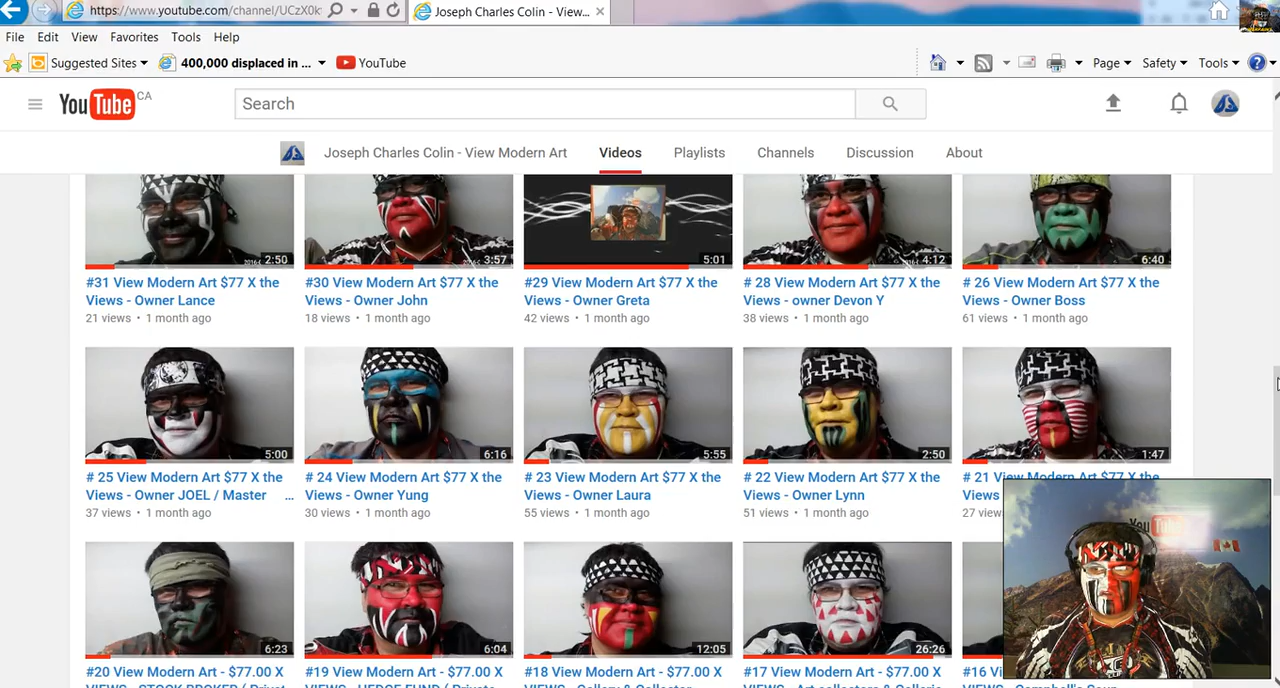 https://www.youtube.com/channel/UCzX0k
Joseph Charles Colin - View...
File Edit View Favorites Tools Help
Suggested Sites 400,000 displaced in ... YouTube
Page Safety Tools
YouTube CA
Search
Joseph Charles Colin - View Modern Art Videos Playlists Channels Discussion About
2:50 3:57 5:01 4:12 6:40
#31 View Modern Art $77 X the #30 View Modern Art $77 X the #29 View Modern Art $77 X the # 28 View Modern Art $77 X the # 26 View Modern Art $77 X the
Views - Owner Lance Views - Owner John Views - Owner Greta Views - owner Devon Y Views - Owner Boss
21 views • 1 month ago 18 views • 1 month ago 42 views • 1 month ago 38 views • 1 month ago 61 views • 1 month ago
5:00 6:16 5:55 2:50 1:47
# 25 View Modern Art $77 X the # 24 View Modern Art $77 X the # 23 View Modern Art $77 X the # 22 View Modern Art $77 X the # 21 View Modern Art $77 X the
Views - Owner JOEL / Master ... Views - Owner Yung Views - Owner Laura Views - Owner Lynn Views
37 views • 1 month ago 30 views • 1 month ago 55 views • 1 month ago 51 views • 1 month ago 27 views
You Tube
6:23 6:04 12:05 26:26
#20 View Modern Art - $77.00 X #19 View Modern Art - $77.00 X #18 View Modern Art - $77.00 X #17 View Modern Art - $77.00 X #16 V